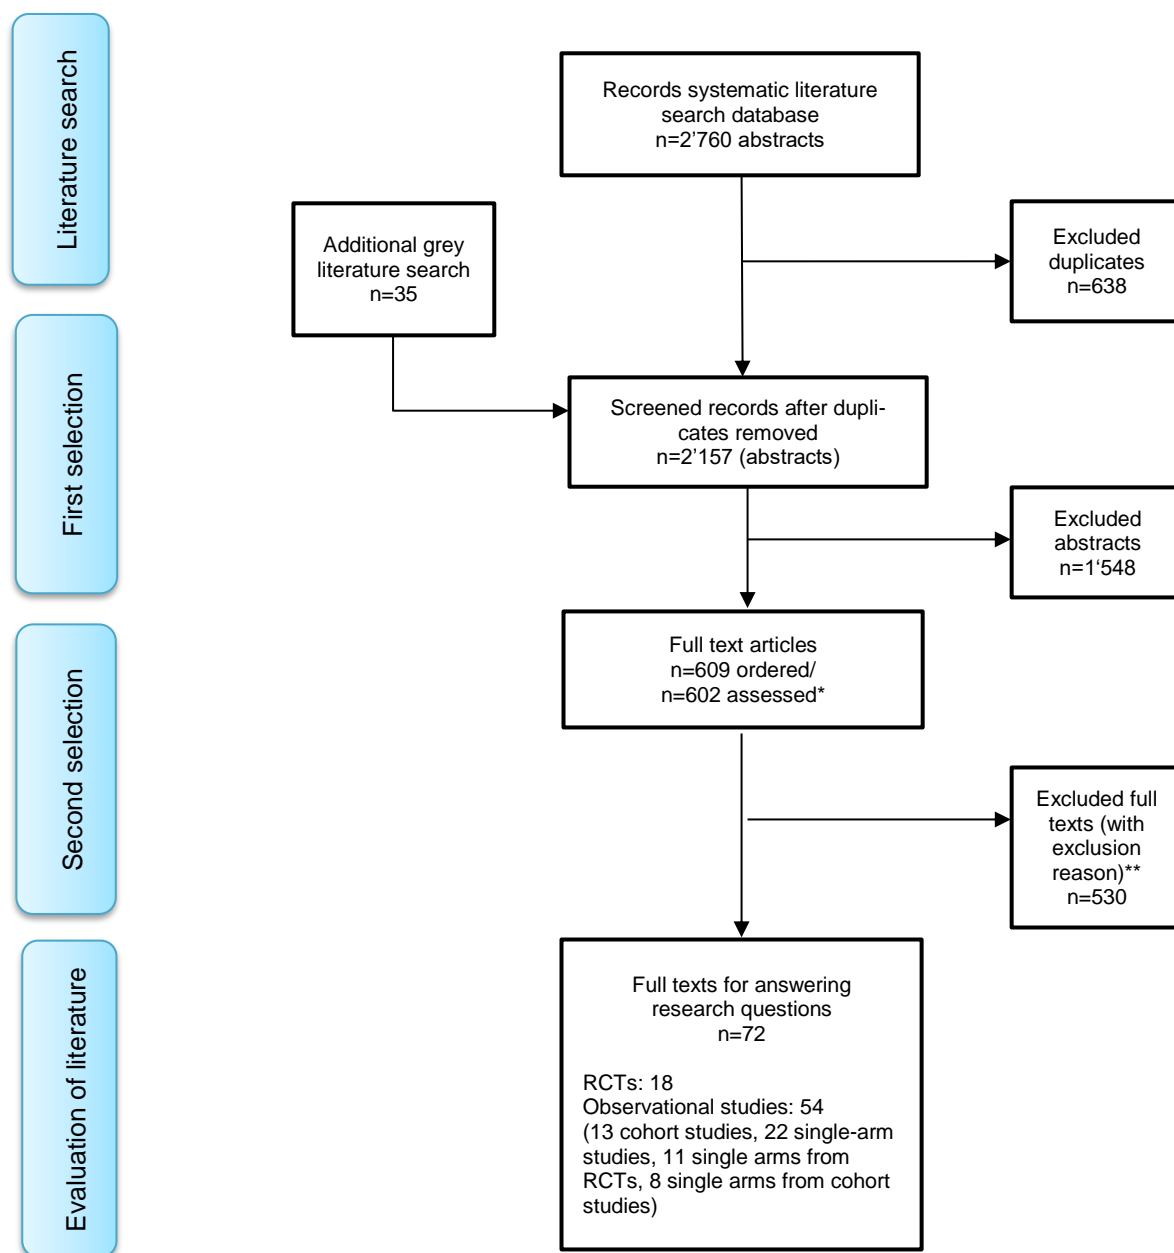 Literature search
Records systematic literature
search database
n=2’760 abstracts
Additional grey
literature search
n=35
Excluded
duplicates
n=638
First selection
Screened records after dupli-
cates removed
n=2’157 (abstracts)
Excluded
abstracts
n=1‘548
Second selection
Full text articles
n=609 ordered/
n=602 assessed*
Excluded full
texts (with
exclusion
reason)**
n=530
Evaluation of literature
Full texts for answering
research questions
n=72
RCTs: 18
Observational studies: 54
(13 cohort studies, 22 single-arm
studies, 11 single arms from
RCTs, 8 single arms from cohort
studies)